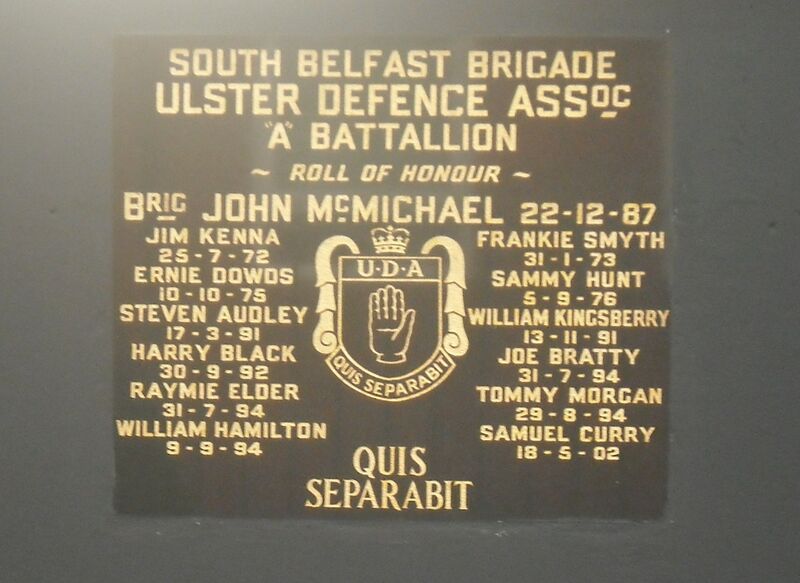 SOUTH BELFAST BRIGADE
ULSTER DEFENCE ASSOC
"A" BATTALLION
~ ROLL OF HONOUR ~
BRIG JOHN MCMICHAEL 22-12-87
JIM KENNA
25-7-72
ERNIE DOWDS
10-10-75
STEVEN AUDLEY
17-3-91
HARRY BLACK
30-9-92
RAYMIE ELDER
31-7-94
WILLIAM HAMILTON
9-9-94
U·D·A
QUIS SEPARABIT
FRANKIE SMYTH
31-1-73
SAMMY HUNT
5-9-76
WILLIAM KINGSBERRY
13-11-91
JOE BRATTY
31-7-94
TOMMY MORGAN
29-8-94
SAMUEL CURRY
18-5-02
QUIS
SEPARABIT